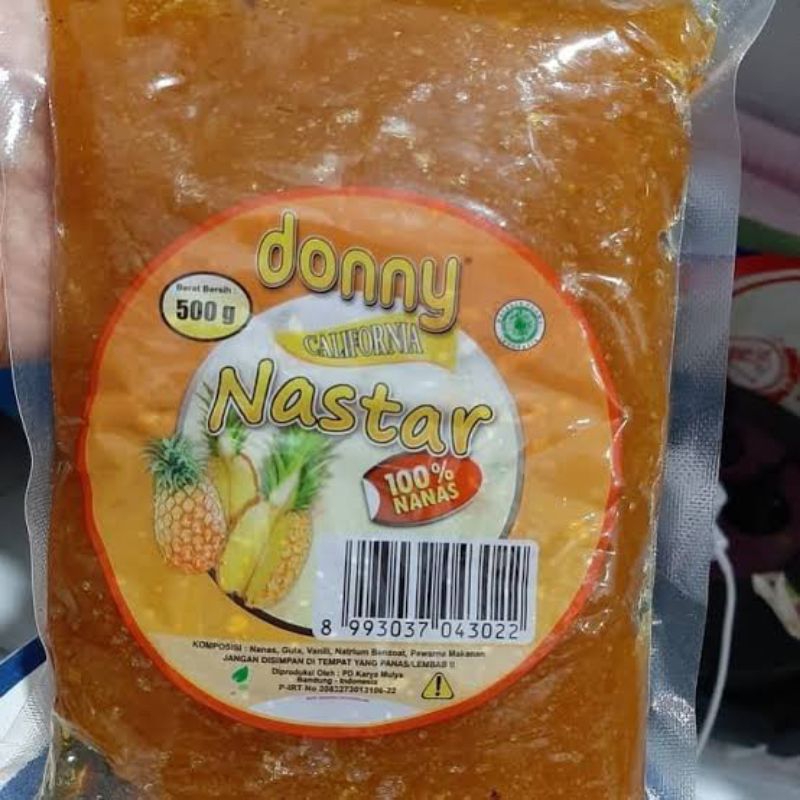 donny
Berat Bersih :
500 g
CALIFORNIA
Nastar
100%
NANAS
8 993037 043022
KOMPOSISI : Nanas, Gula, Vanili, Natrium Benzoat, Pewarna Makanan
JANGAN DISIMPAN DI TEMPAT YANG PANAS/LEMBAB !!
Diproduksi Oleh : PD Karya Mulya
Bandung - Indonesia